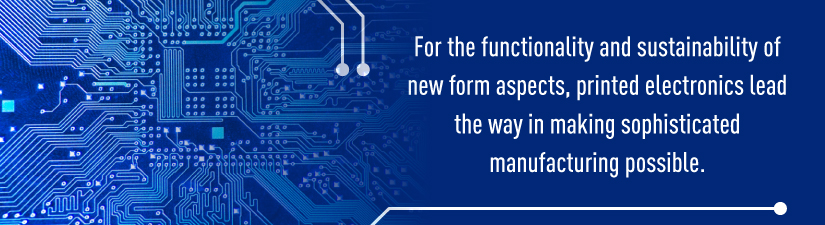 For the functionality and sustainability of
new form aspects, printed electronics lead
the way in making sophisticated
manufacturing possible.